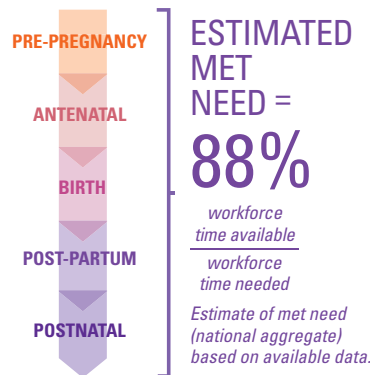 PRE-PREGNANCY
ANTENATAL
BIRTH
POST-PARTUM
POSTNATAL
ESTIMATED
MET
NEED =
88%
workforce
time available
workforce
time needed
Estimate of met need
(national aggregate)
based on available data.